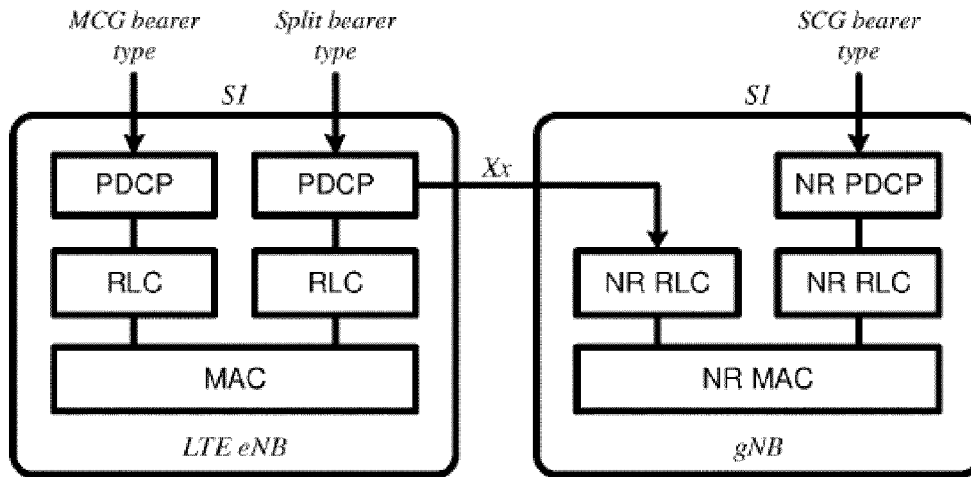 MCG bearer type
Split bearer type
SCG bearer type
S1
S1
PDCP
PDCP
Xx
NR PDCP
RLC
RLC
NR RLC
NR RLC
MAC
NR MAC
LTE eNB
gNB